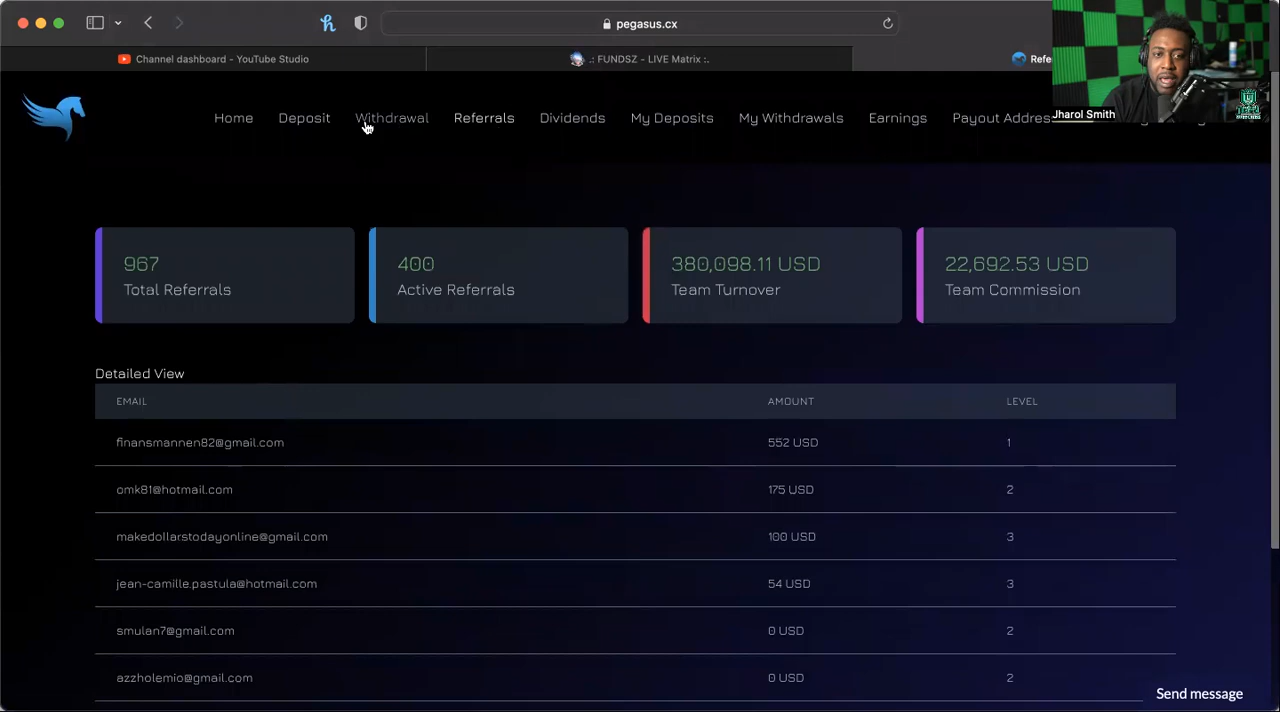 pegasus.cx
Channel dashboard - YouTube Studio
.: FUNDSZ - LIVE Matrix :.
Jharol Smith
Home Deposit Withdrawal Referrals Dividends My Deposits My Withdrawals Earnings
967
Total Referrals
400
Active Referrals
380,098.11 USD
Team Turnover
22,692.53 USD
Team Commission
Detailed View
EMAIL AMOUNT LEVEL
finansmannen82@gmail.com 552 USD 1
omk81@hotmail.com 175 USD 2
makedollarstodayonline@gmail.com 100 USD 3
jean-camille.pastula@hotmail.com 54 USD 3
smulan7@gmail.com 0 USD 2
azzholemio@gmail.com 0 USD 2
Send message